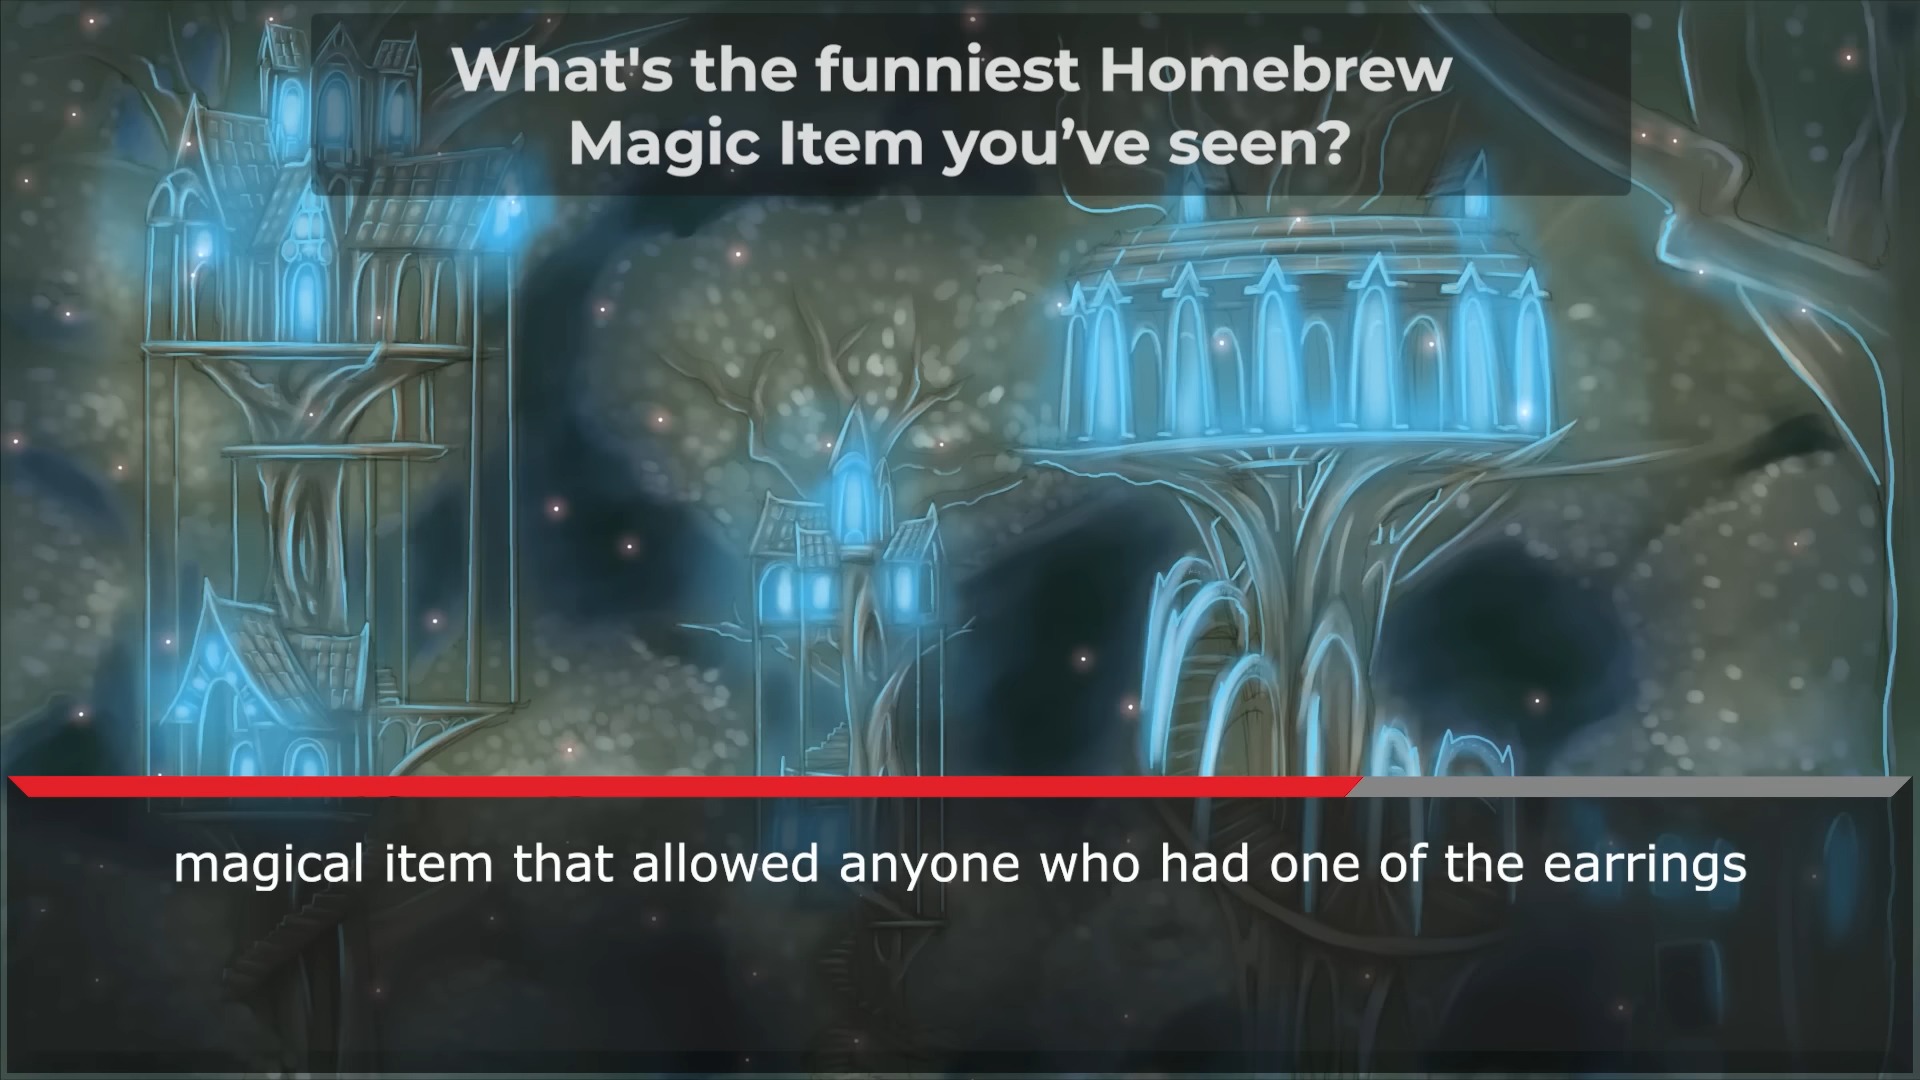 What's the funniest Homebrew
Magic Item you’ve seen?
magical item that allowed anyone who had one of the earrings